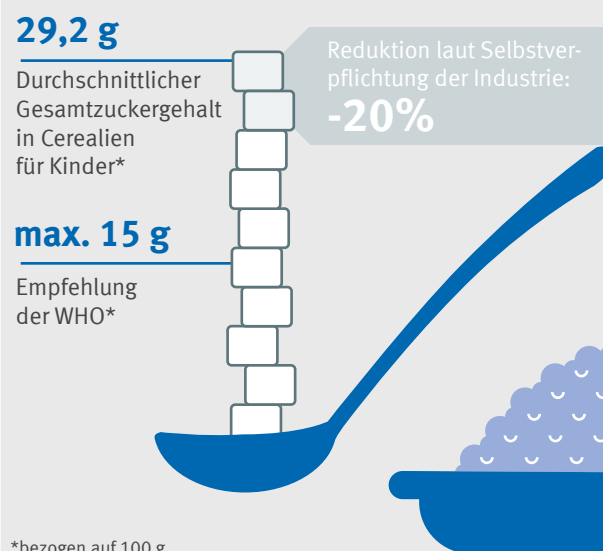 29,2 g
Durchschnittlicher
Gesamtzuckergehalt
in Cerealien
für Kinder*
Reduktion laut Selbstver-
pflichtung der Industrie:
-20%
max. 15 g
Empfehlung
der WHO*
*bezogen auf 100 g